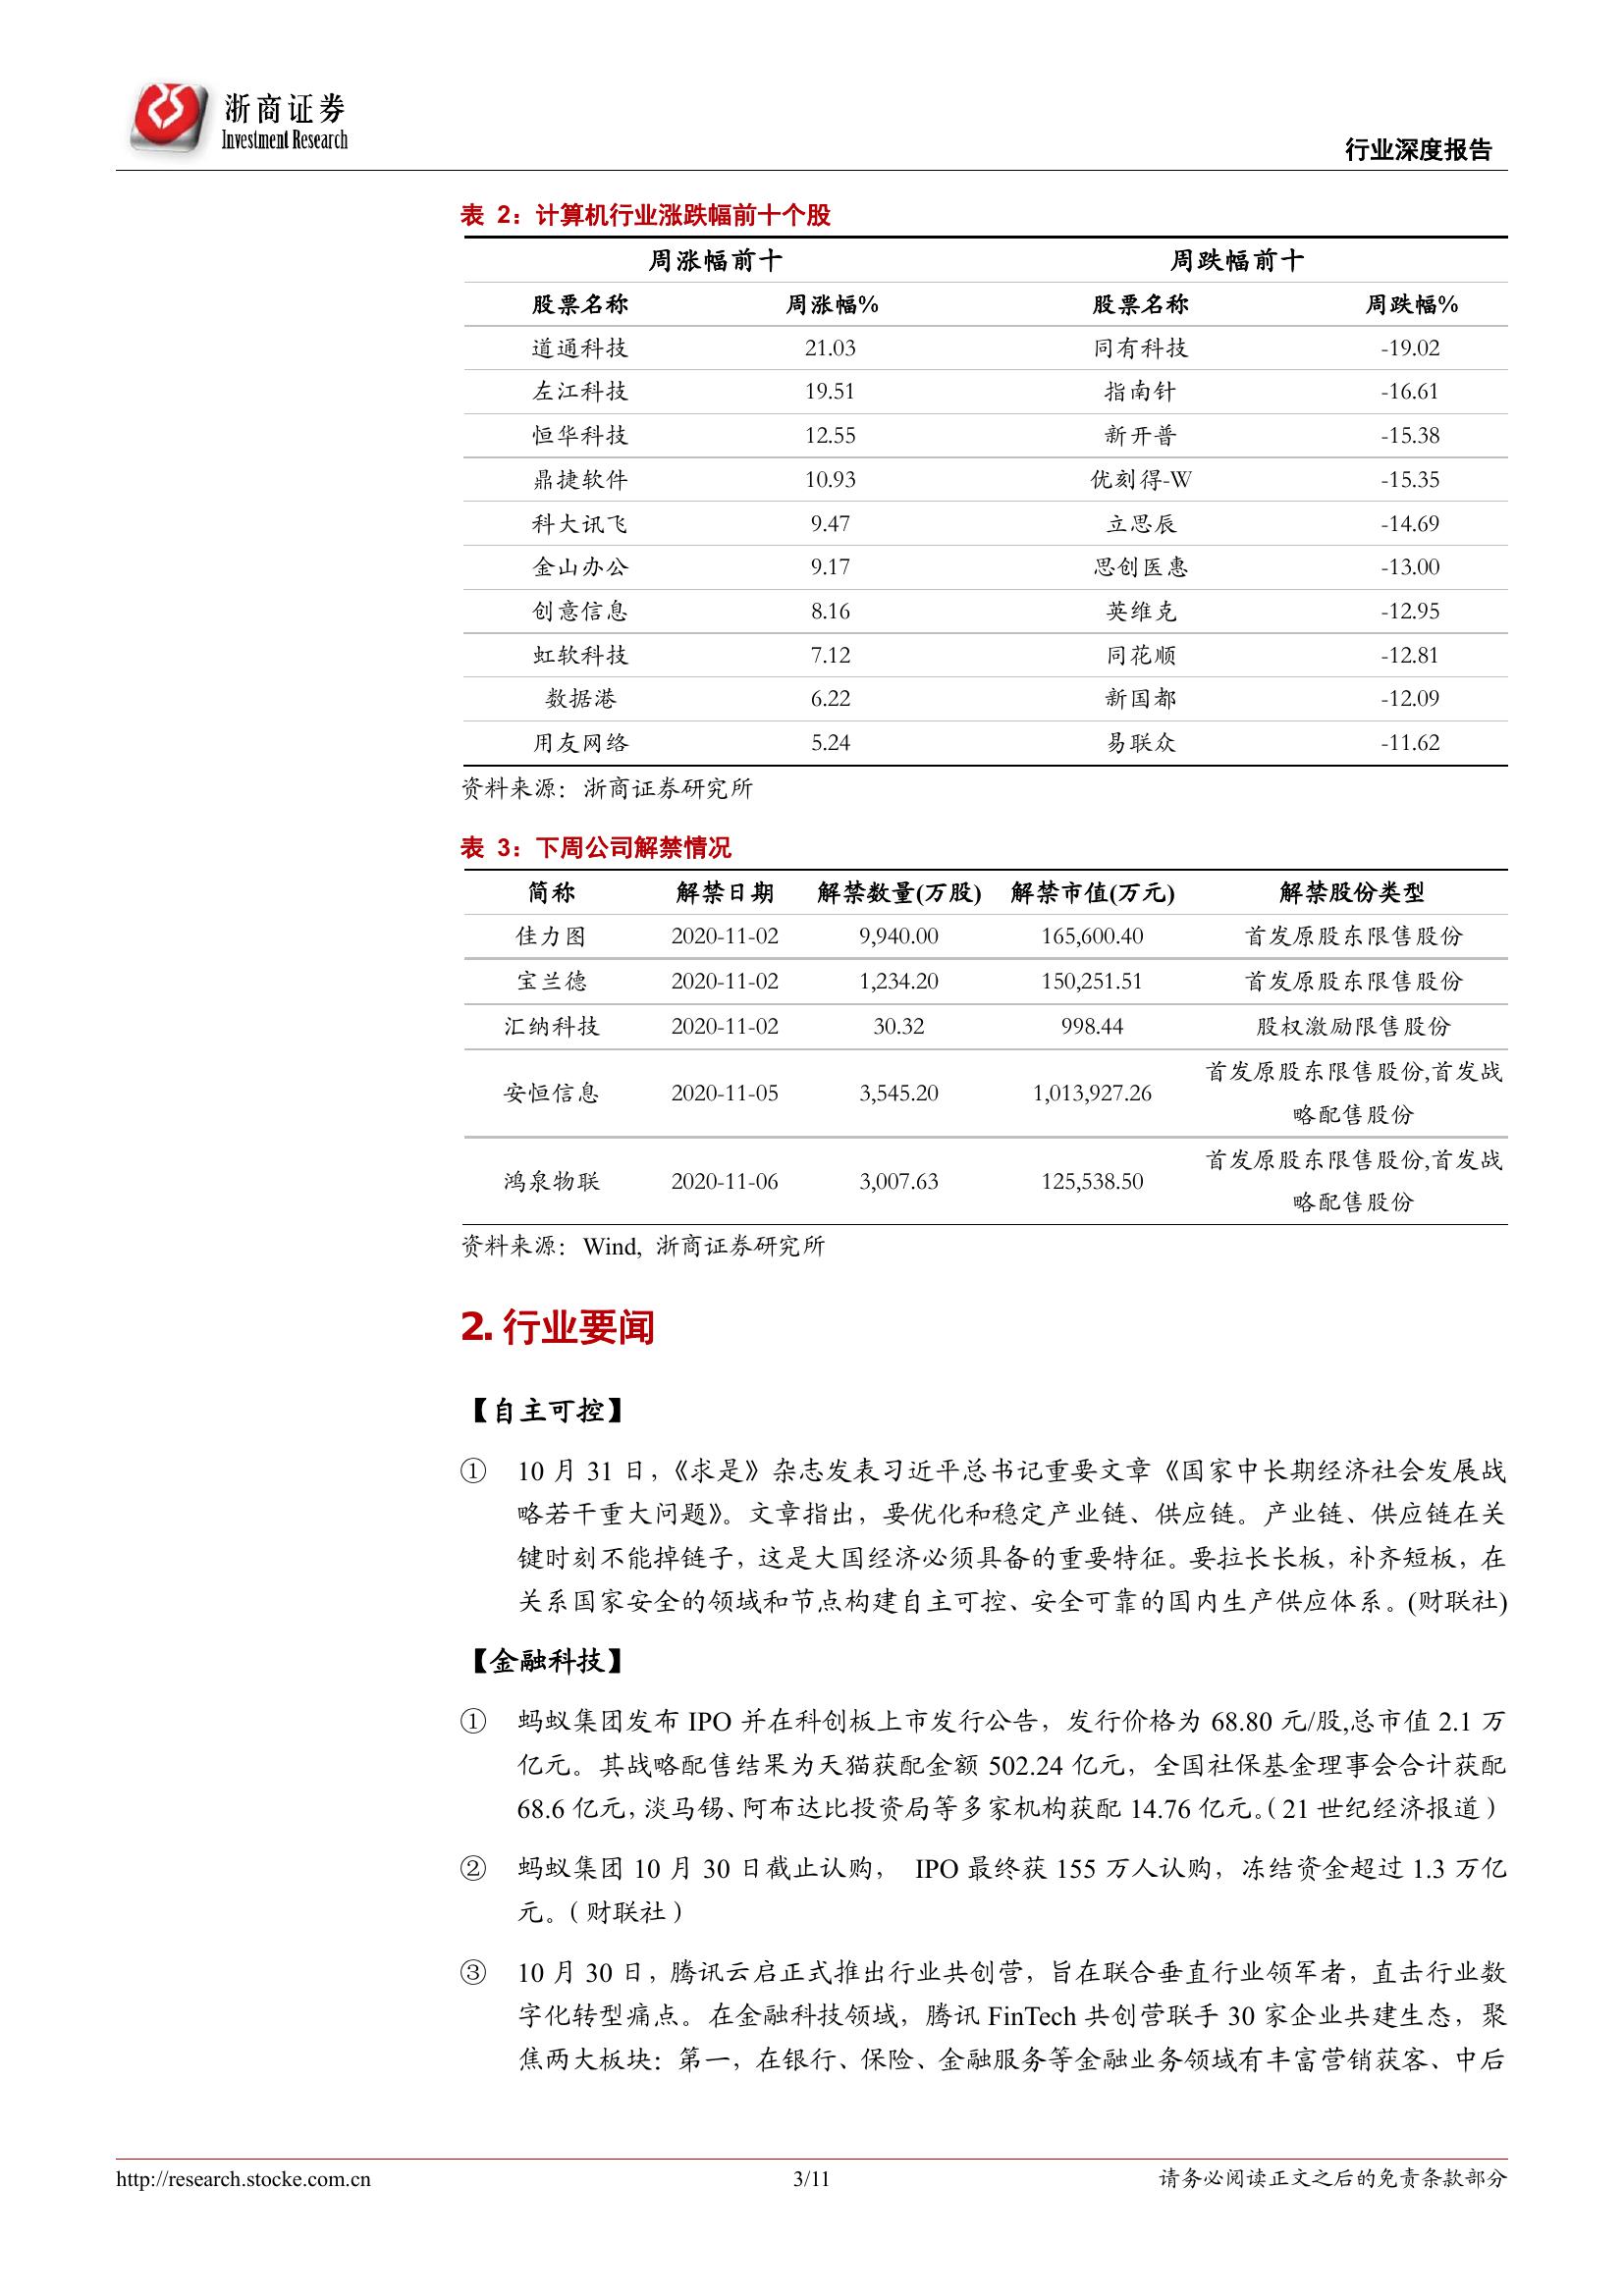 浙商证券
Investment Research
行业深度报告
表 2：计算机行业涨跌幅前十个股
周涨幅前十 周跌幅前十
股票名称 周涨幅% 股票名称 周跌幅%
道通科技 21.03 同有科技 -19.02
左江科技 19.51 指南针 -16.61
恒华科技 12.55 新开普 -15.38
鼎捷软件 10.93 优刻得-W -15.35
科大讯飞 9.47 立思辰 -14.69
金山办公 9.17 思创医惠 -13.00
创意信息 8.16 英维克 -12.95
虹软科技 7.12 同花顺 -12.81
数据港 6.22 新国都 -12.09
用友网络 5.24 易联众 -11.62
资料来源：浙商证券研究所
表 3：下周公司解禁情况
简称 解禁日期 解禁数量(万股) 解禁市值(万元) 解禁股份类型
佳力图 2020-11-02 9,940.00 165,600.40 首发原股东限售股份
宝兰德 2020-11-02 1,234.20 150,251.51 首发原股东限售股份
汇纳科技 2020-11-02 30.32 998.44 股权激励限售股份
首发原股东限售股份,首发战
安恒信息 2020-11-05 3,545.20 1,013,927.26
略配售股份
首发原股东限售股份,首发战
鸿泉物联 2020-11-06 3,007.63 125,538.50
略配售股份
资料来源：Wind, 浙商证券研究所
2. 行业要闻
【自主可控】
① 10 月 31 日，《求是》杂志发表习近平总书记重要文章《国家中长期经济社会发展战
略若干重大问题》。文章指出，要优化和稳定产业链、供应链。产业链、供应链在关
键时刻不能掉链子，这是大国经济必须具备的重要特征。要拉长长板，补齐短板，在
关系国家安全的领域和节点构建自主可控、安全可靠的国内生产供应体系。(财联社)
【金融科技】
① 蚂蚁集团发布 IPO 并在科创板上市发行公告，发行价格为 68.80 元/股,总市值 2.1 万
亿元。其战略配售结果为天猫获配金额 502.24 亿元，全国社保基金理事会合计获配
68.6 亿元，淡马锡、阿布达比投资局等多家机构获配 14.76 亿元。（21 世纪经济报道）
② 蚂蚁集团 10 月 30 日截止认购， IPO 最终获 155 万人认购，冻结资金超过 1.3 万亿
元。（财联社）
③ 10 月 30 日，腾讯云启正式推出行业共创营，旨在联合垂直行业领军者，直击行业数
字化转型痛点。在金融科技领域，腾讯 FinTech 共创营联手 30 家企业共建生态，聚
焦两大板块：第一，在银行、保险、金融服务等金融业务领域有丰富营销获客、中后
http://research.stocke.com.cn 3/11 请务必阅读正文之后的免责条款部分